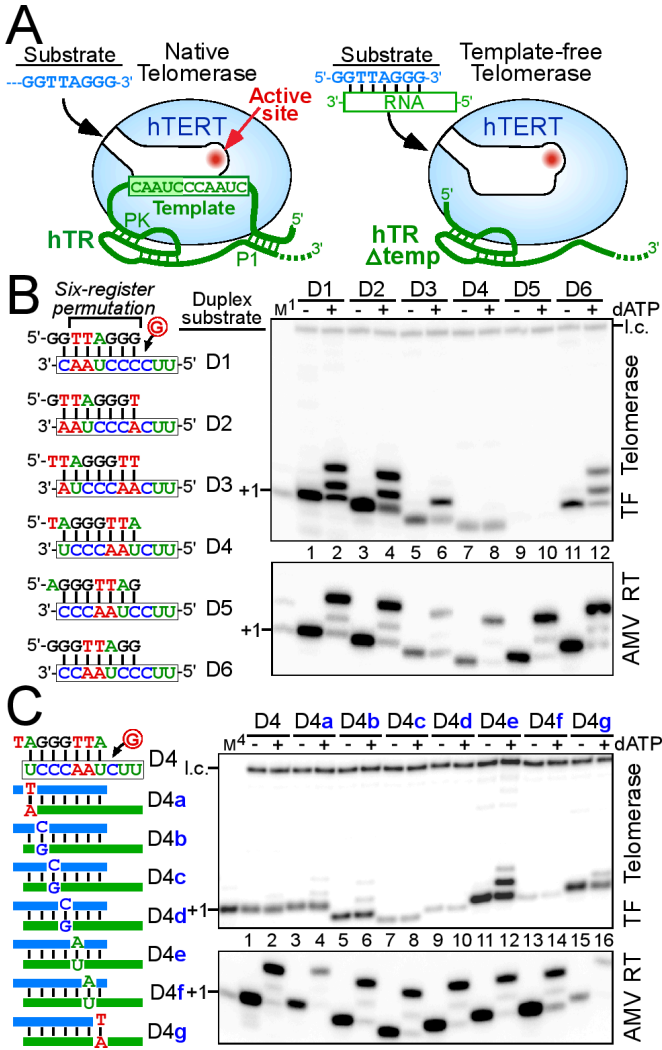 A
Substrate
---GGTTAGGG-3'
Native
Telomerase
Active
site
hTERT
CAAUCCCAAUC
Template
PK
hTR
P1
5'
3'
Substrate
5'-GGTTAGGG-3'
3'- RNA -5'
Template-free
Telomerase
hTERT
5'
hTR
Δtemp
3'
B
Six-register
permutation
G
Duplex
substrate
5'-GGTTAGGG
3'-CAAUCCCCUU-5' D1
5'-GTTAGGGT
3'-AAUCCCACUU-5' D2
5'-TTAGGGTT
3'-AUCCCAACUU-5' D3
5'-TAGGGTTA
3'-UCCCAAUCUU-5' D4
5'-AGGGTTAG
3'-CCCAAUCCUU-5' D5
5'-GGGTTAGG
3'-CCAAUCCCUU-5' D6
D1 D2 D3 D4 D5 D6
M1 - + - + - + - + - + - + dATP
l.c.
+1
TF Telomerase
1 2 3 4 5 6 7 8 9 10 11 12
+1
AMV RT
C
TAGGGTTA G
UCCCAAUCUU D4
T
A D4a
C
G D4b
C
G D4c
C
G D4d
A
U D4e
A
U D4f
T
A D4g
D4 D4a D4b D4c D4d D4e D4f D4g
M4 - + - + - + - + - + - + - + - + dATP
l.c.
+1
TF Telomerase
1 2 3 4 5 6 7 8 9 10 11 12 13 14 15 16
+1
AMV RT